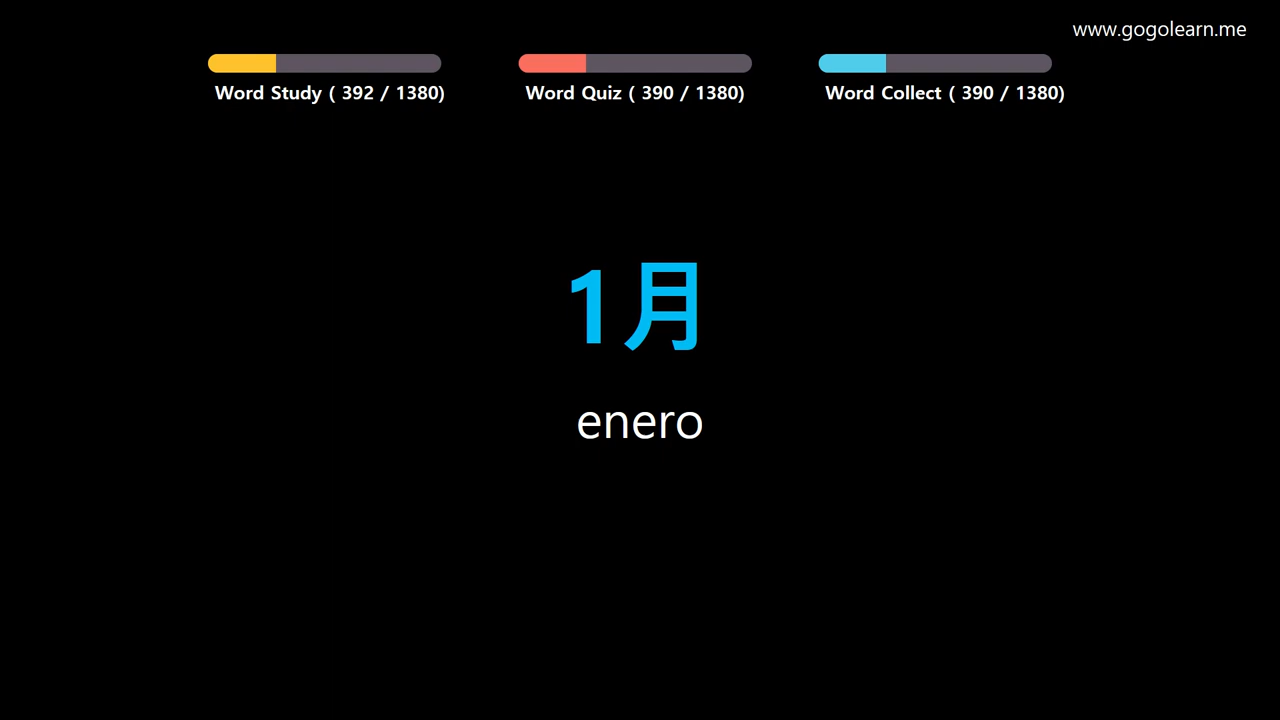 www.gogolearn.me
Word Study ( 392 / 1380)
Word Quiz ( 390 / 1380)
Word Collect ( 390 / 1380)
1月
enero